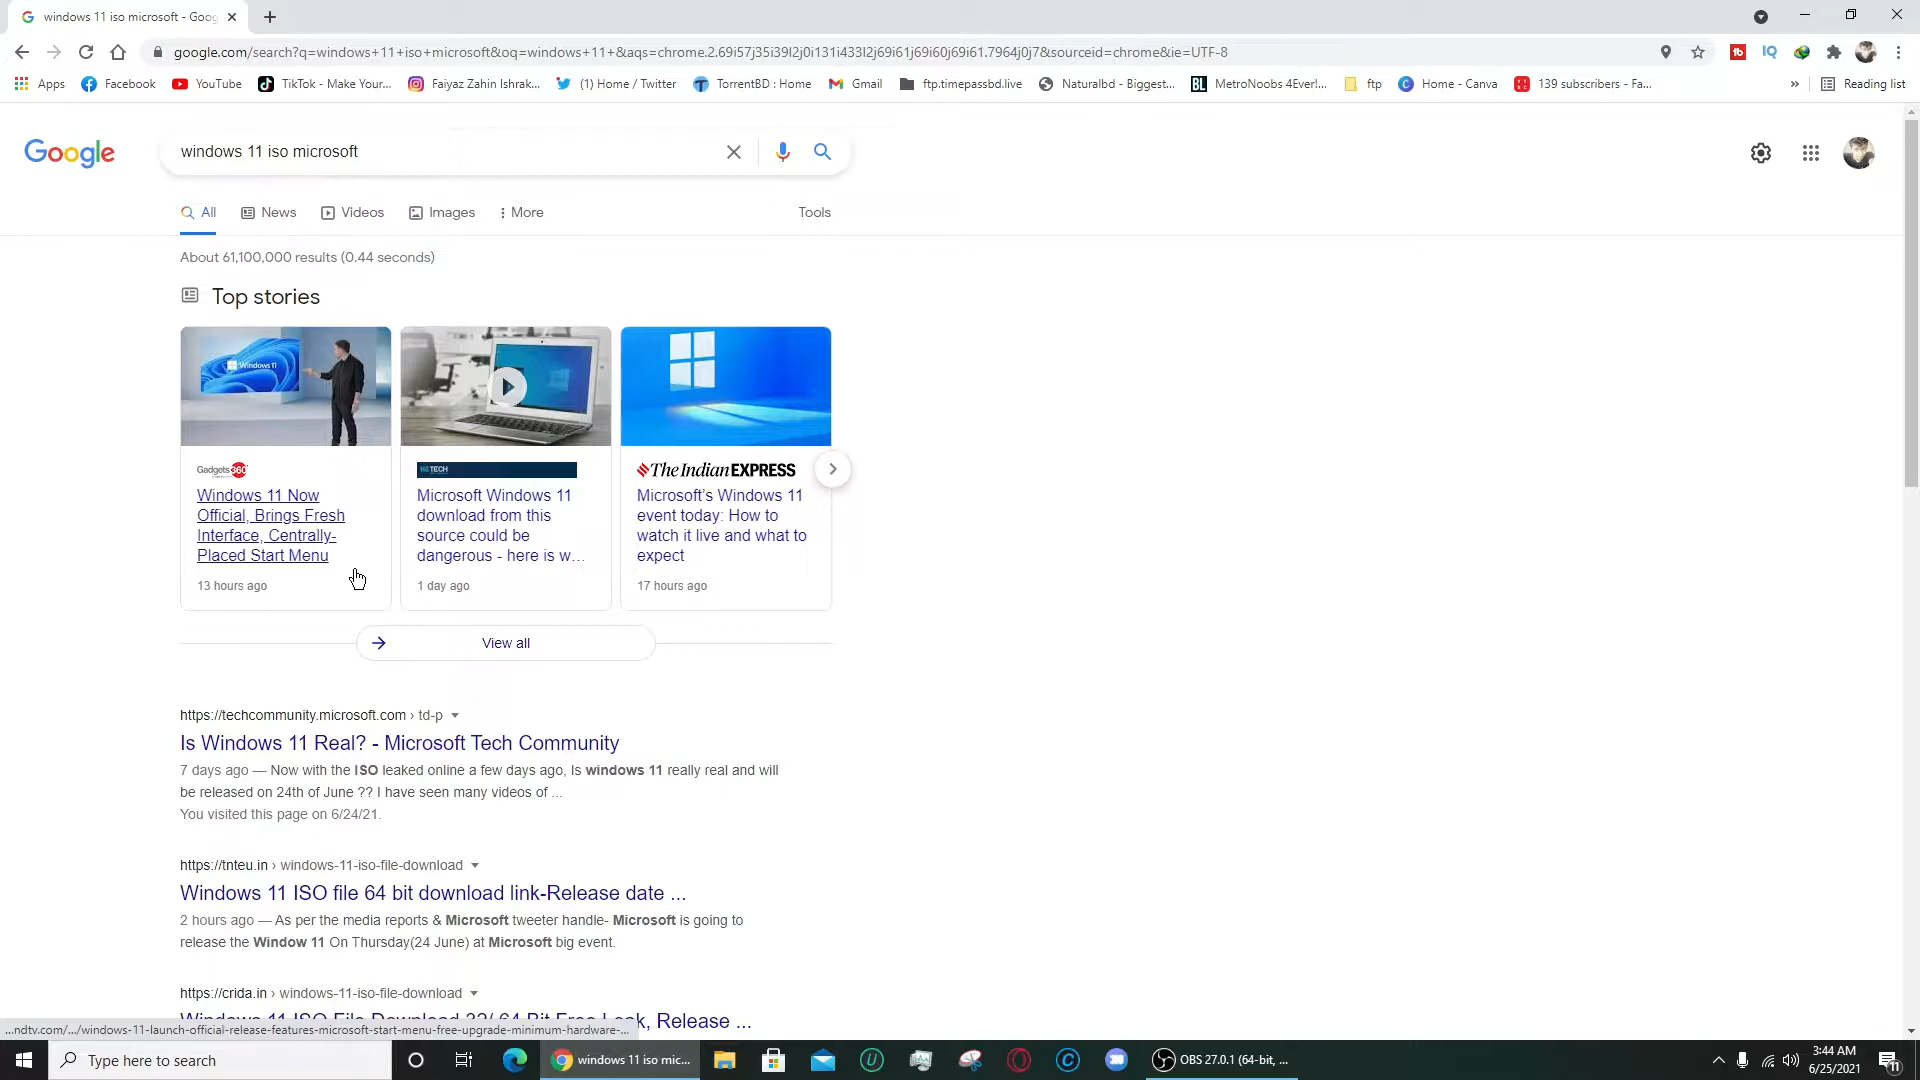 windows 11 iso microsoft - Goog
google.com/search?q=windows+11+iso+microsoft&oq=windows+11+&aqs=chrome.2.69i57j35i39l2j0i131i433l2j69i61j69i60j69i61.7964j0j7&sourceid=chrome&ie=UTF-8
Apps Facebook YouTube TikTok - Make Your... Faiyaz Zahin Ishrak... (1) Home / Twitter TorrentBD : Home Gmail ftp.timepassbd.live Naturalbd - Biggest... MetroNoobs 4Ever!... ftp Home - Canva 139 subscribers - Fa... » Reading list
Google
windows 11 iso microsoft
All News Videos Images More Tools
About 61,100,000 results (0.44 seconds)
Top stories
Windows 11
Gadgets 360
Windows 11 Now
Official, Brings Fresh
Interface, Centrally-
Placed Start Menu
13 hours ago
TECH
Microsoft Windows 11
download from this
source could be
dangerous - here is w...
1 day ago
The Indian EXPRESS
Microsoft's Windows 11
event today: How to
watch it live and what to
expect
17 hours ago
View all
https://techcommunity.microsoft.com › td-p
Is Windows 11 Real? - Microsoft Tech Community
7 days ago — Now with the ISO leaked online a few days ago, Is windows 11 really real and will
be released on 24th of June ?? I have seen many videos of ...
You visited this page on 6/24/21.
https://tnteu.in › windows-11-iso-file-download
Windows 11 ISO file 64 bit download link-Release date ...
2 hours ago — As per the media reports & Microsoft tweeter handle- Microsoft is going to
release the Window 11 On Thursday(24 June) at Microsoft big event.
https://crida.in › windows-11-iso-file-download
Windows 11 ISO File Download 32/ 64 Bit Free Leak, Release ...
...ndtv.com/.../windows-11-launch-official-release-features-microsoft-start-menu-free-upgrade-minimum-hardware-...
Type here to search
windows 11 iso mic...
OBS 27.0.1 (64-bit, ...
3:44 AM
6/25/2021
11